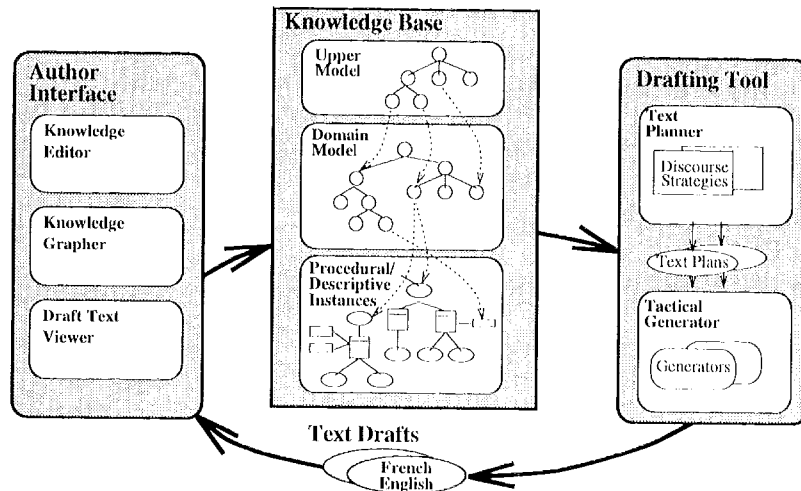 Author
Interface
Knowledge
Editor
Knowledge
Grapher
Draft Text
Viewer
Knowledge Base
Upper
Model
Domain
Model
Procedural/
Descriptive
Instances
Drafting Tool
Text
Planner
Discourse
Strategies
Text Plans
Tactical
Generator
Generators
Text Drafts
French
English